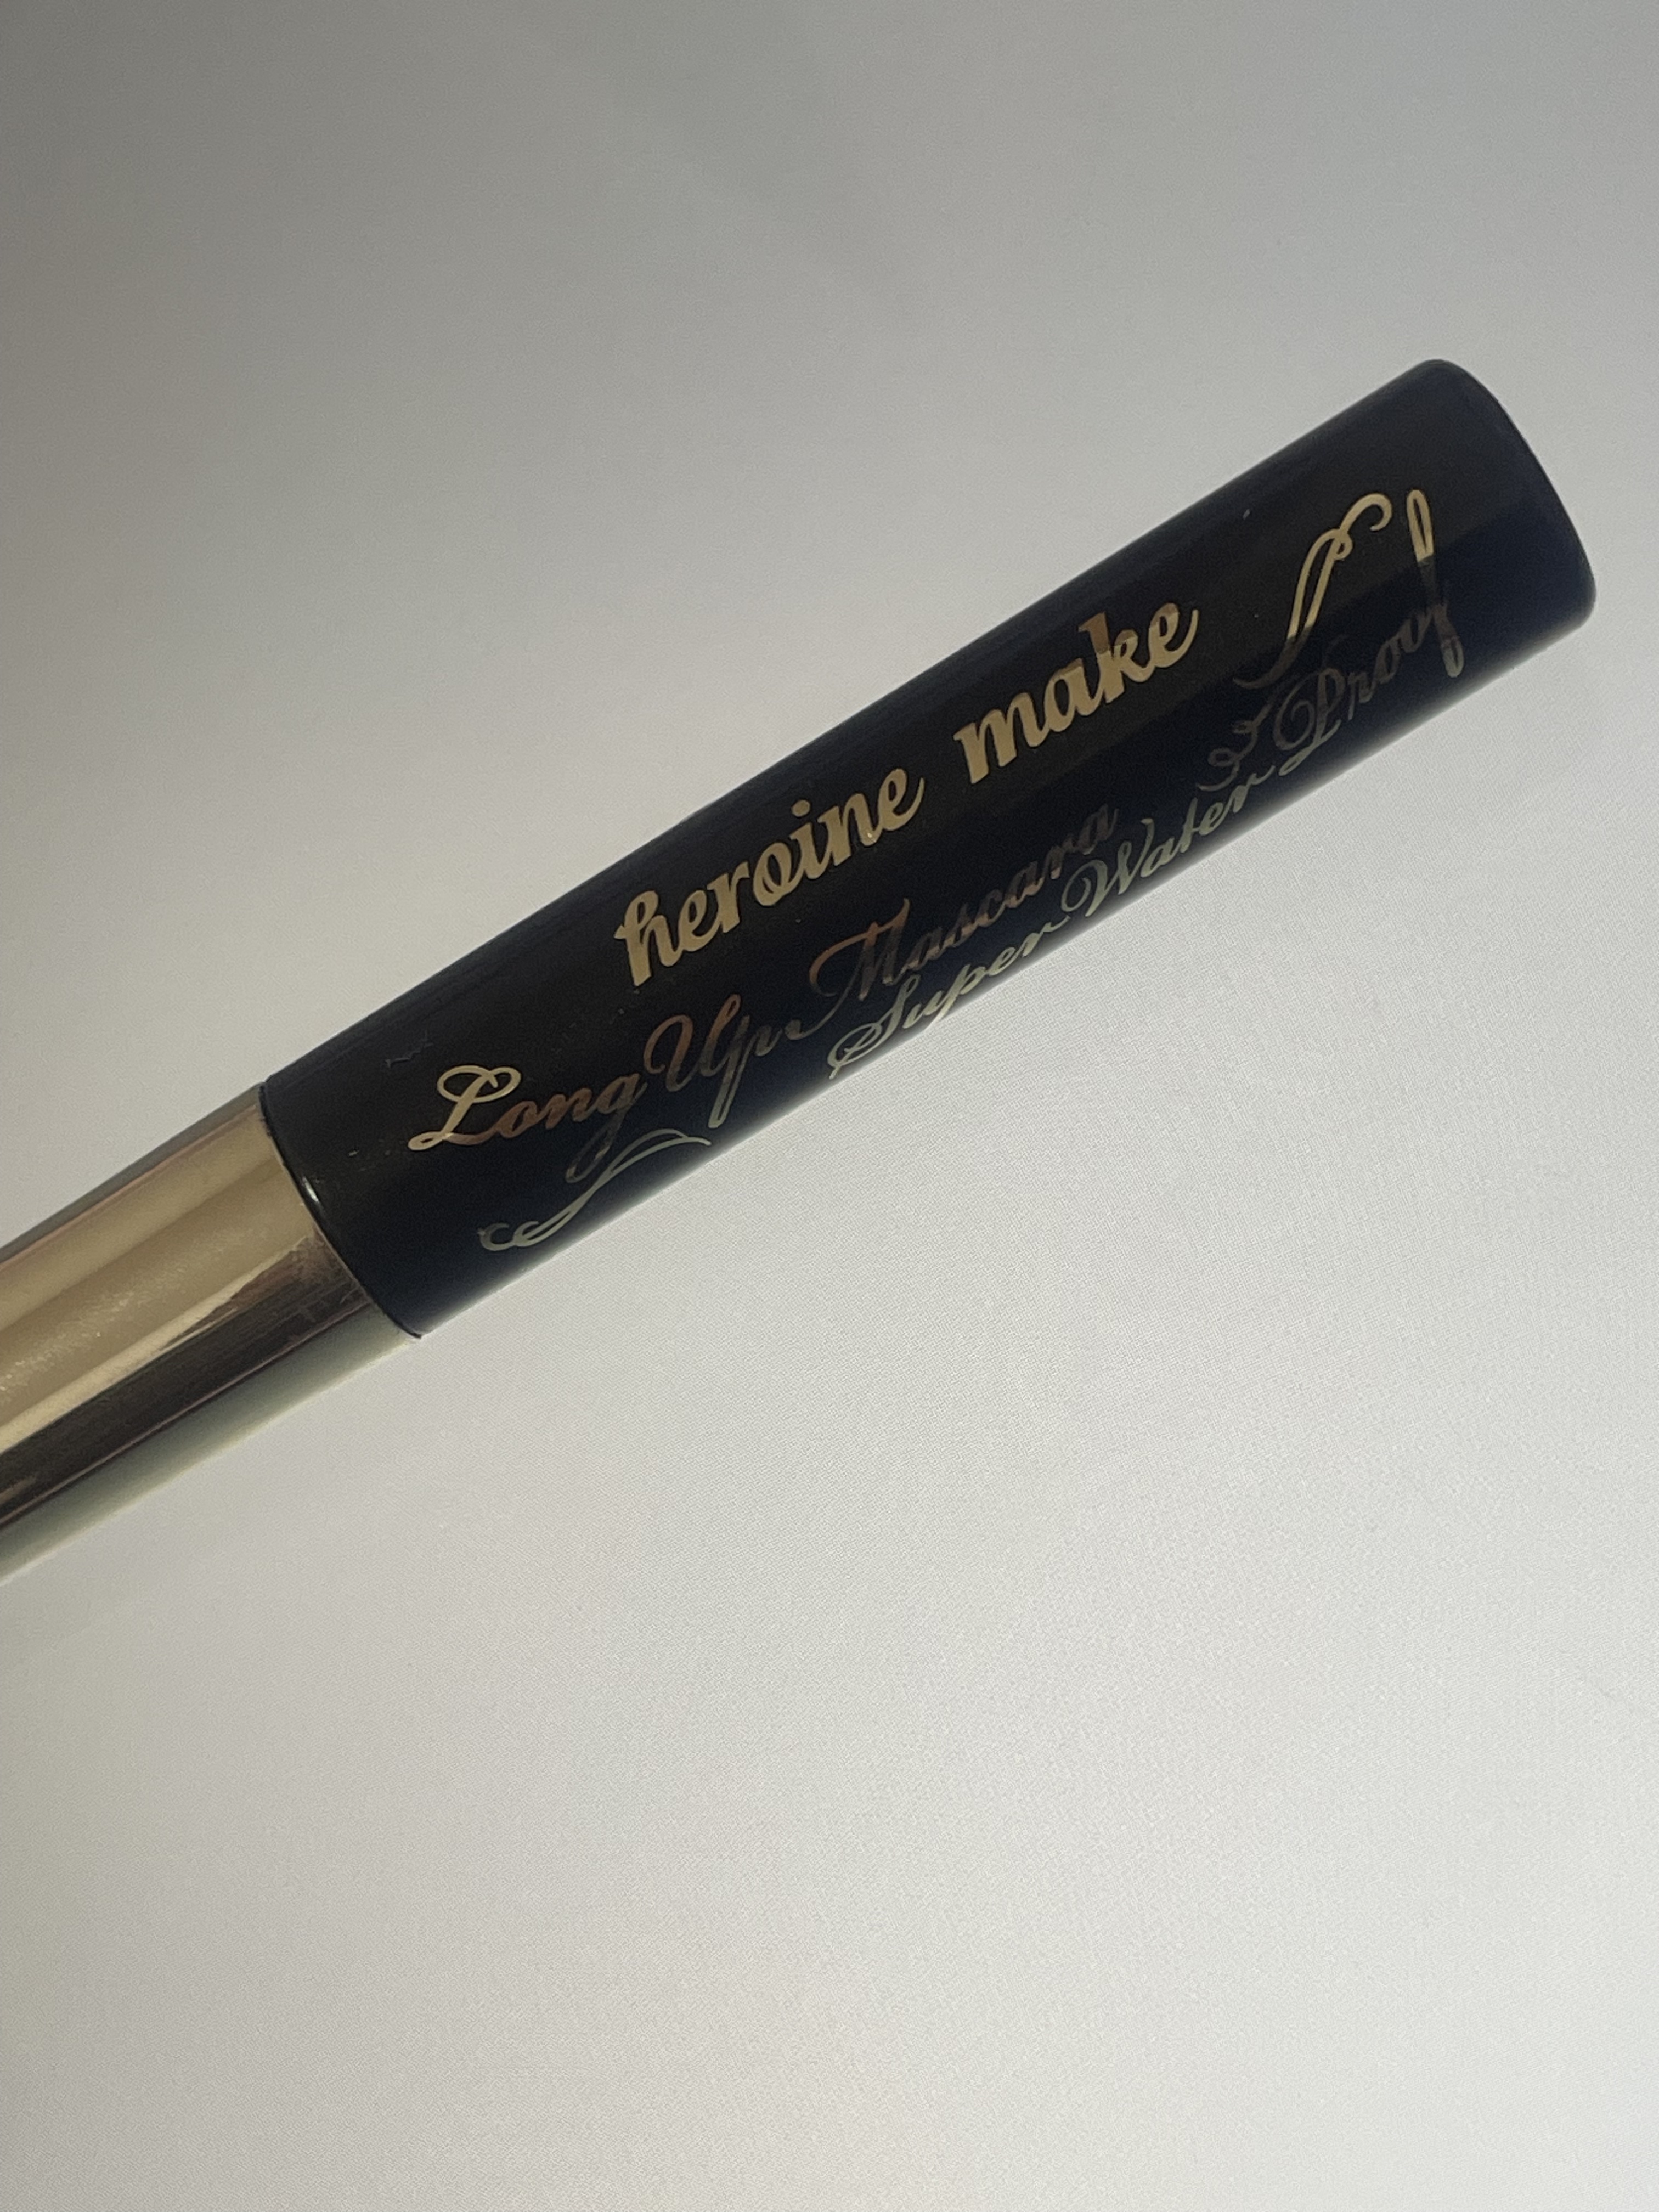 heroine make
Long Up Mascara
Super Water Proof